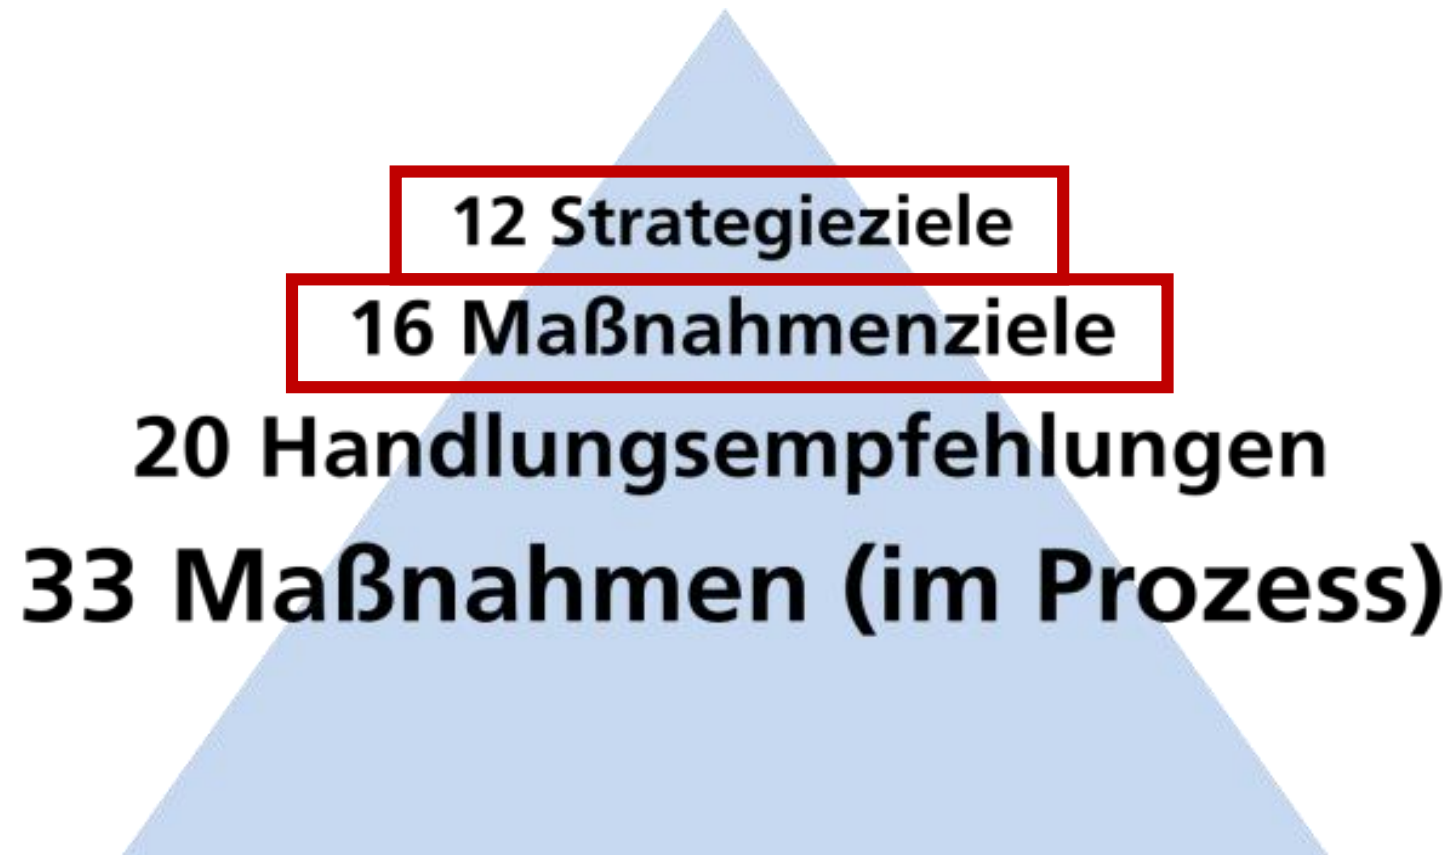 12 Strategieziele
16 Maßnahmenziele
20 Handlungsempfehlungen
33 Maßnahmen (im Prozess)